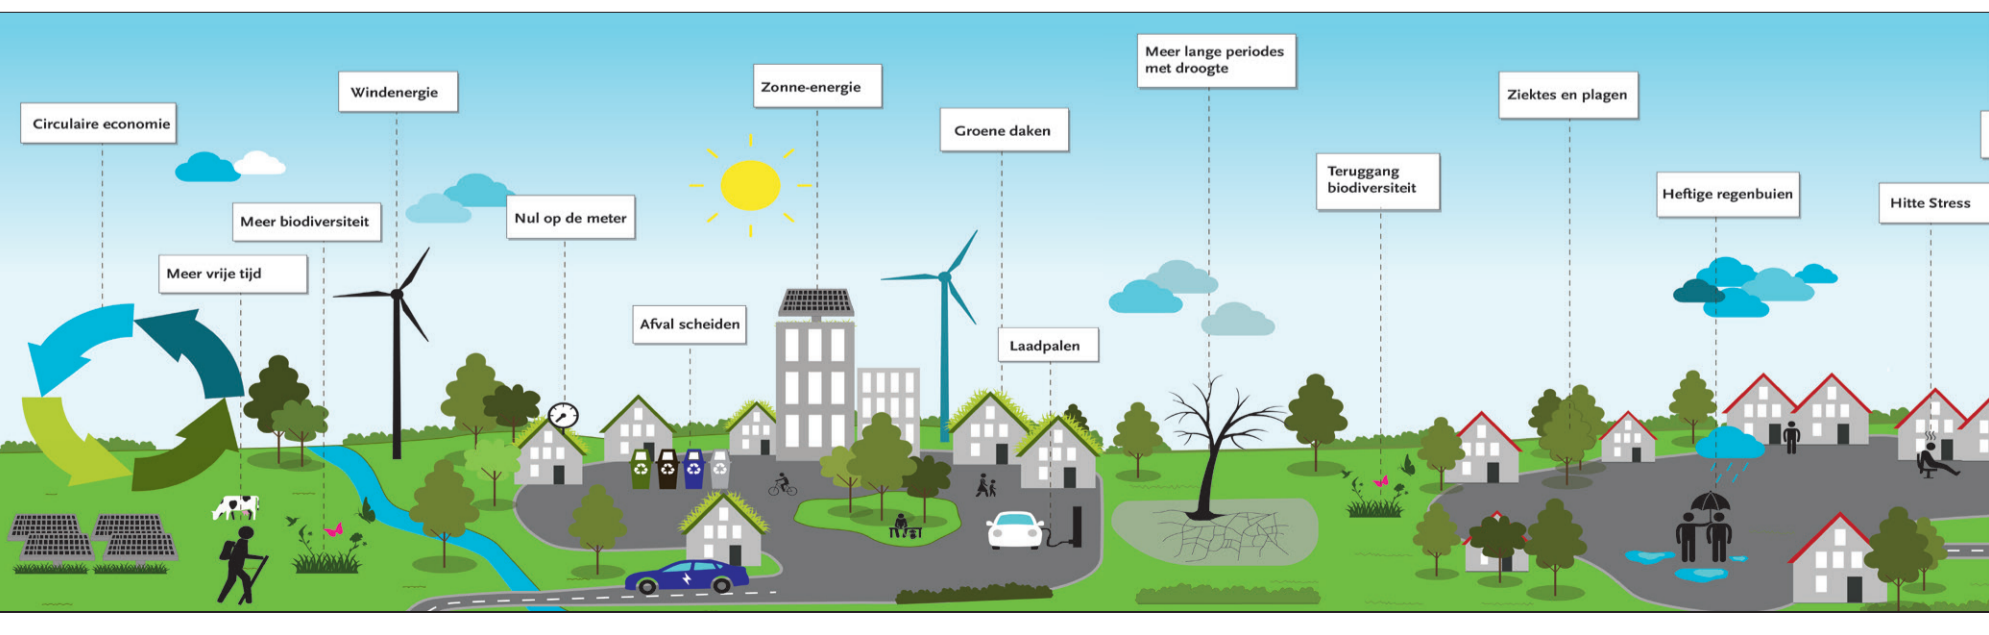 Circulaire economie
Meer vrije tijd
Meer biodiversiteit
Windenergie
Nul op de meter
Afval scheiden
Zonne-energie
Groene daken
Laadpalen
Meer lange periodes
met droogte
Teruggang
biodiversiteit
Ziektes en plagen
Heftige regenbuien
Hitte Stress